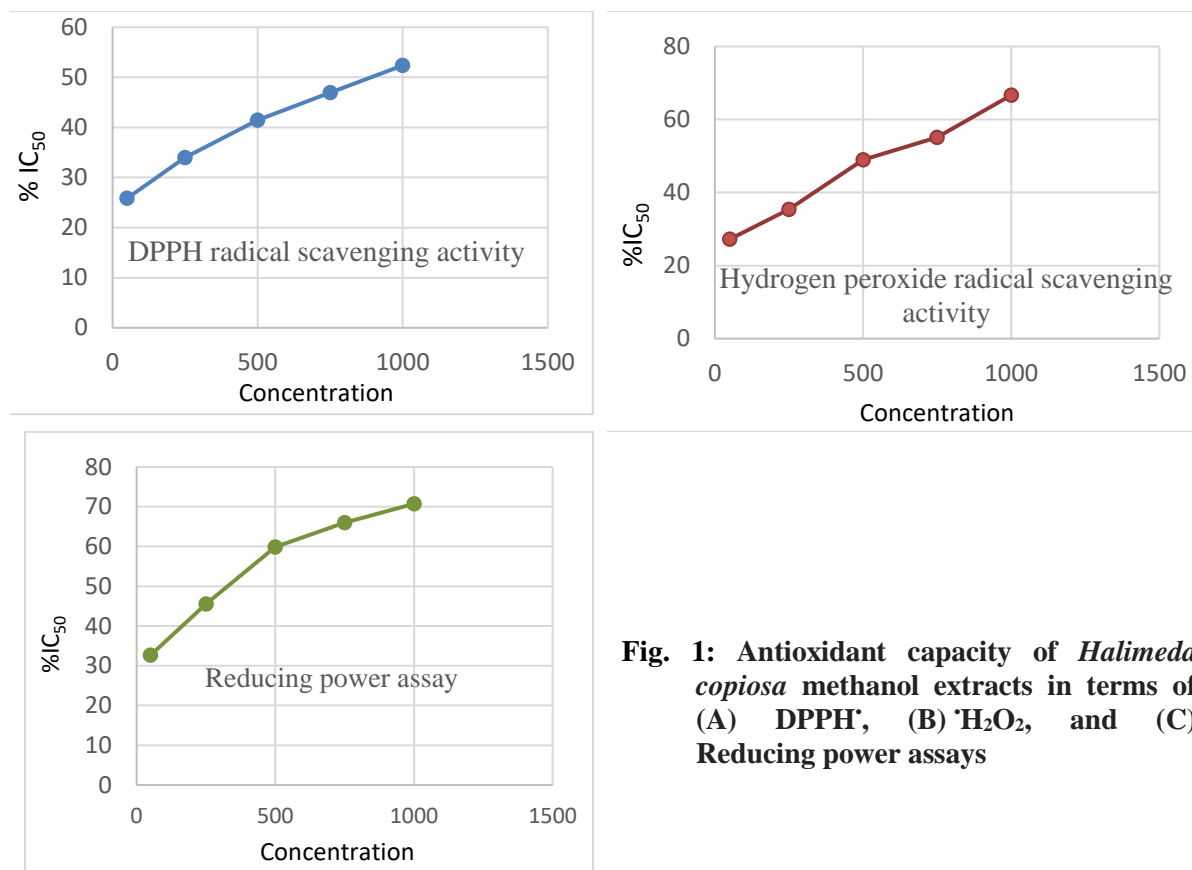 60
50
40
30
20
10
0
% IC₅₀
DPPH radical scavenging activity
0 500 1000 1500
Concentration
80
60
40
20
0
%IC₅₀
Hydrogen peroxide radical scavenging
activity
0 500 1000 1500
Concentration
80
70
60
50
40
30
20
10
0
%IC₅₀
Reducing power assay
0 500 1000 1500
Concentration
Fig. 1: Antioxidant capacity of Halimeda
copiosa methanol extracts in terms of
(A) DPPH•, (B) •H₂O₂, and (C)
Reducing power assays